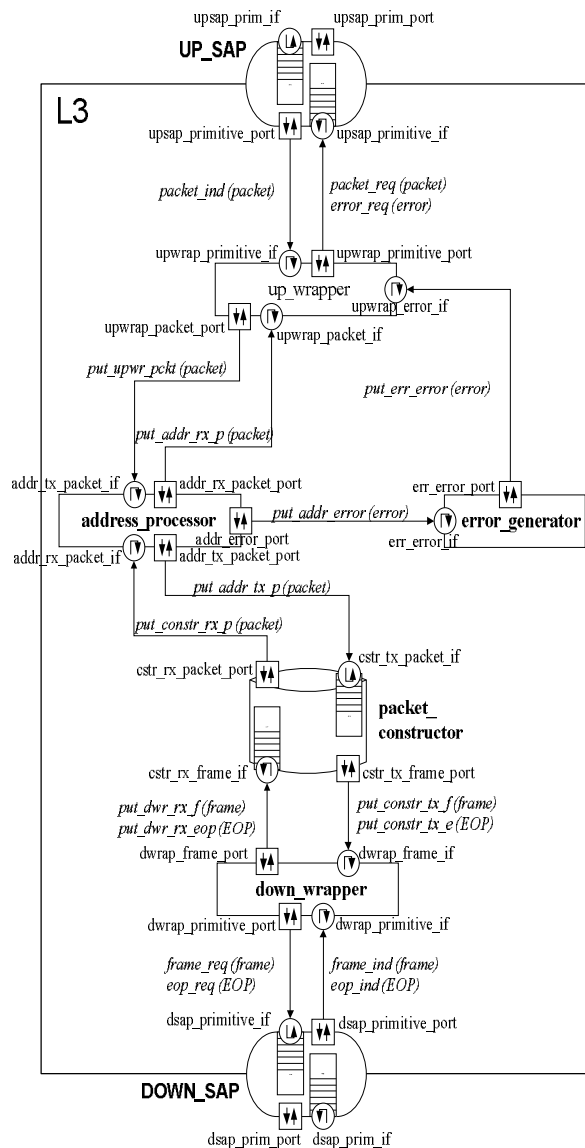 upsap_prim_if
upsap_prim_port
UP_SAP
L3
upsap_primitive_port
upsap_primitive_if
packet_ind (packet)
packet_req (packet)
error_req (error)
upwrap_primitive_if
upwrap_primitive_port
up_wrapper
upwrap_error_if
upwrap_packet_port
upwrap_packet_if
put_upwr_pckt (packet)
put_err_error (error)
put_addr_rx_p (packet)
addr_tx_packet_if
addr_rx_packet_port
err_error_port
address_processor
put_addr_error (error)
error_generator
addr_error_port
err_error_if
addr_rx_packet_if
addr_tx_packet_port
put_addr_tx_p (packet)
put_constr_rx_p (packet)
cstr_rx_packet_port
cstr_tx_packet_if
packet_
constructor
cstr_rx_frame_if
cstr_tx_frame_port
put_dwr_rx_f (frame)
put_dwr_rx_eop (EOP)
put_constr_tx_f (frame)
put_constr_tx_e (EOP)
dwrap_frame_port
dwrap_frame_if
down_wrapper
dwrap_primitive_port
dwrap_primitive_if
frame_req (frame)
eop_req (EOP)
frame_ind (frame)
eop_ind (EOP)
dsap_primitive_if
dsap_primitive_port
DOWN_SAP
dsap_prim_port
dsap_prim_if